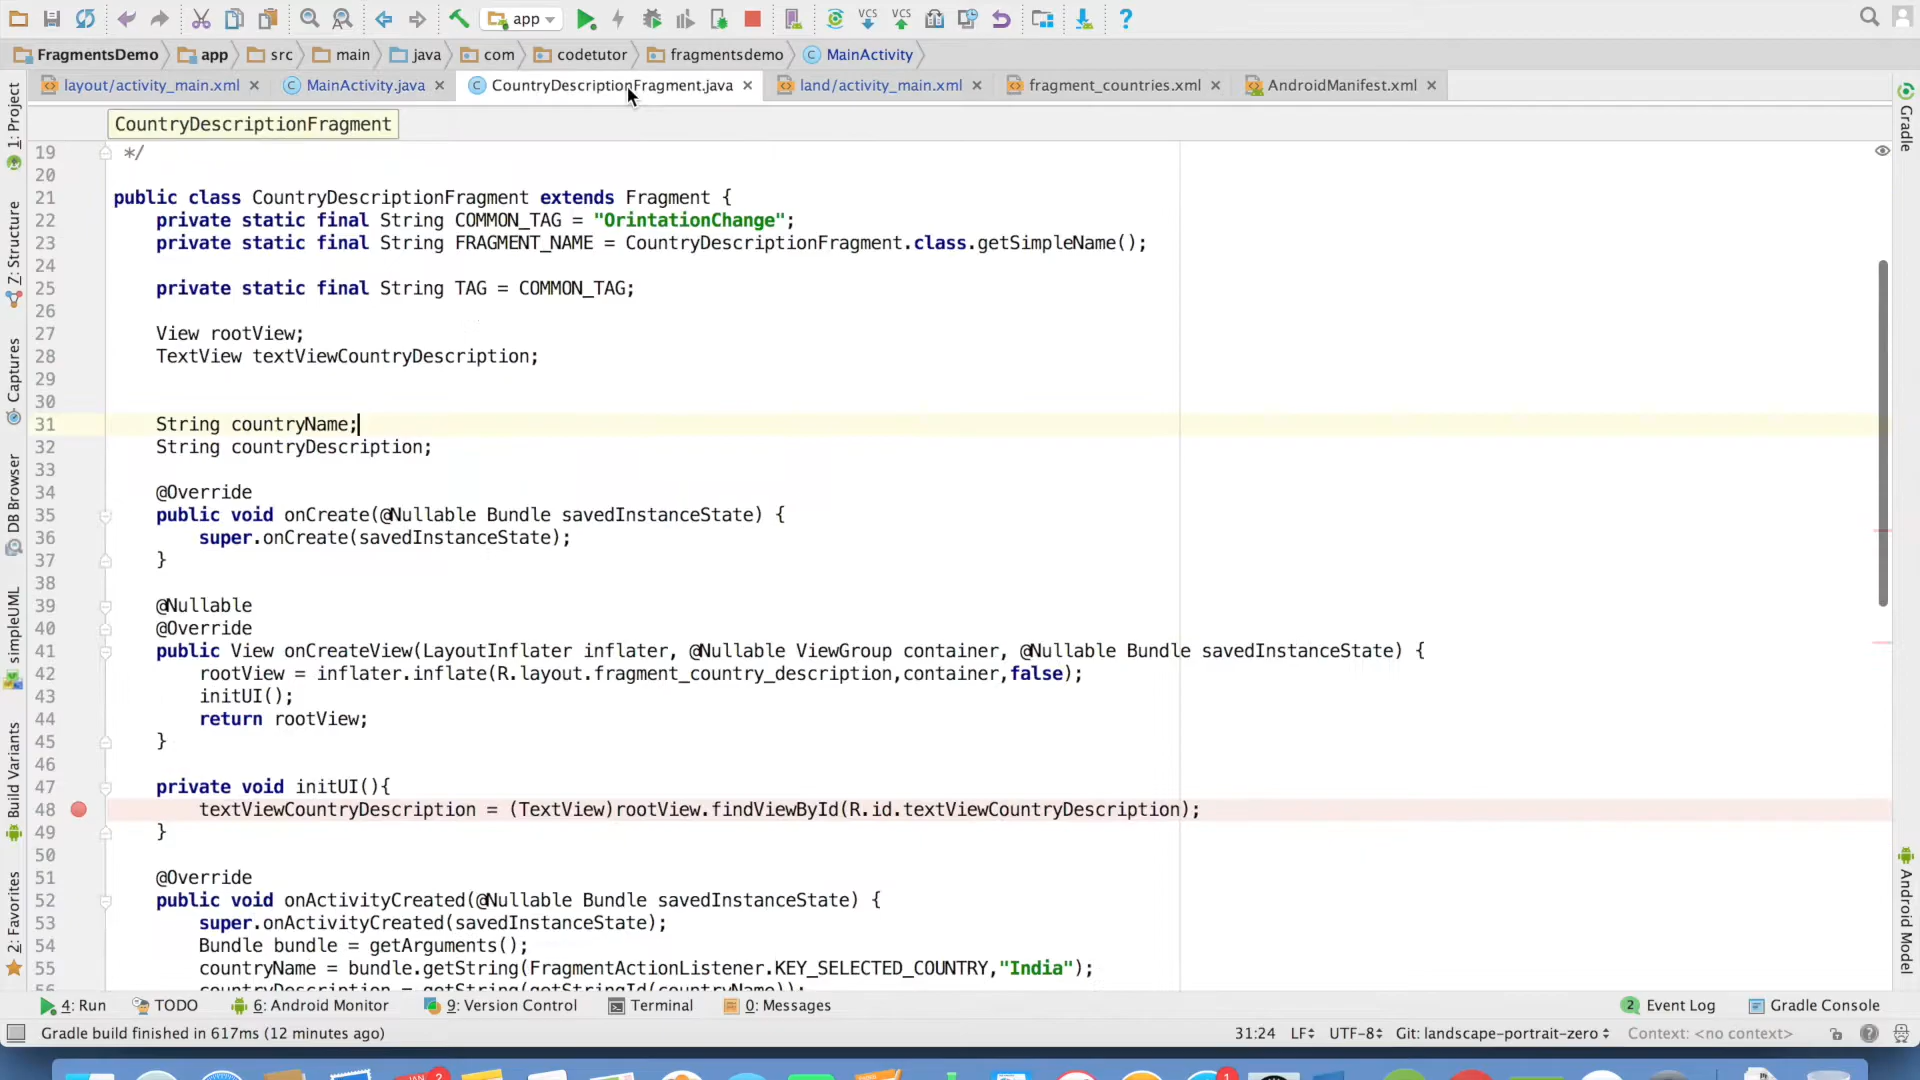 app
VCS VCS
FragmentsDemo app src main java com codetutor fragmentsdemo MainActivity
layout/activity_main.xml MainActivity.java CountryDescriptionFragment.java land/activity_main.xml fragment_countries.xml AndroidManifest.xml
CountryDescriptionFragment
19 */
20
21 public class CountryDescriptionFragment extends Fragment {
22 private static final String COMMON_TAG = "OrintationChange";
23 private static final String FRAGMENT_NAME = CountryDescriptionFragment.class.getSimpleName();
24
25 private static final String TAG = COMMON_TAG;
26
27 View rootView;
28 TextView textViewCountryDescription;
29
30
31 String countryName;
32 String countryDescription;
33
34 @Override
35 public void onCreate(@Nullable Bundle savedInstanceState) {
36 super.onCreate(savedInstanceState);
37 }
38
39 @Nullable
40 @Override
41 public View onCreateView(LayoutInflater inflater, @Nullable ViewGroup container, @Nullable Bundle savedInstanceState) {
42 rootView = inflater.inflate(R.layout.fragment_country_description,container,false);
43 initUI();
44 return rootView;
45 }
46
47 private void initUI(){
48 textViewCountryDescription = (TextView)rootView.findViewById(R.id.textViewCountryDescription);
49 }
50
51 @Override
52 public void onActivityCreated(@Nullable Bundle savedInstanceState) {
53 super.onActivityCreated(savedInstanceState);
54 Bundle bundle = getArguments();
55 countryName = bundle.getString(FragmentActionListener.KEY_SELECTED_COUNTRY,"India");
56 countryDescription = getString(getStringId(countryName));
1: Project
7: Structure
Captures
DB Browser
simpleUML
Build Variants
2: Favorites
Gradle
Android Model
4: Run TODO 6: Android Monitor 9: Version Control Terminal 0: Messages 2 Event Log Gradle Console
Gradle build finished in 617ms (12 minutes ago) 31:24 LF UTF-8 Git: landscape-portrait-zero Context: <no context>